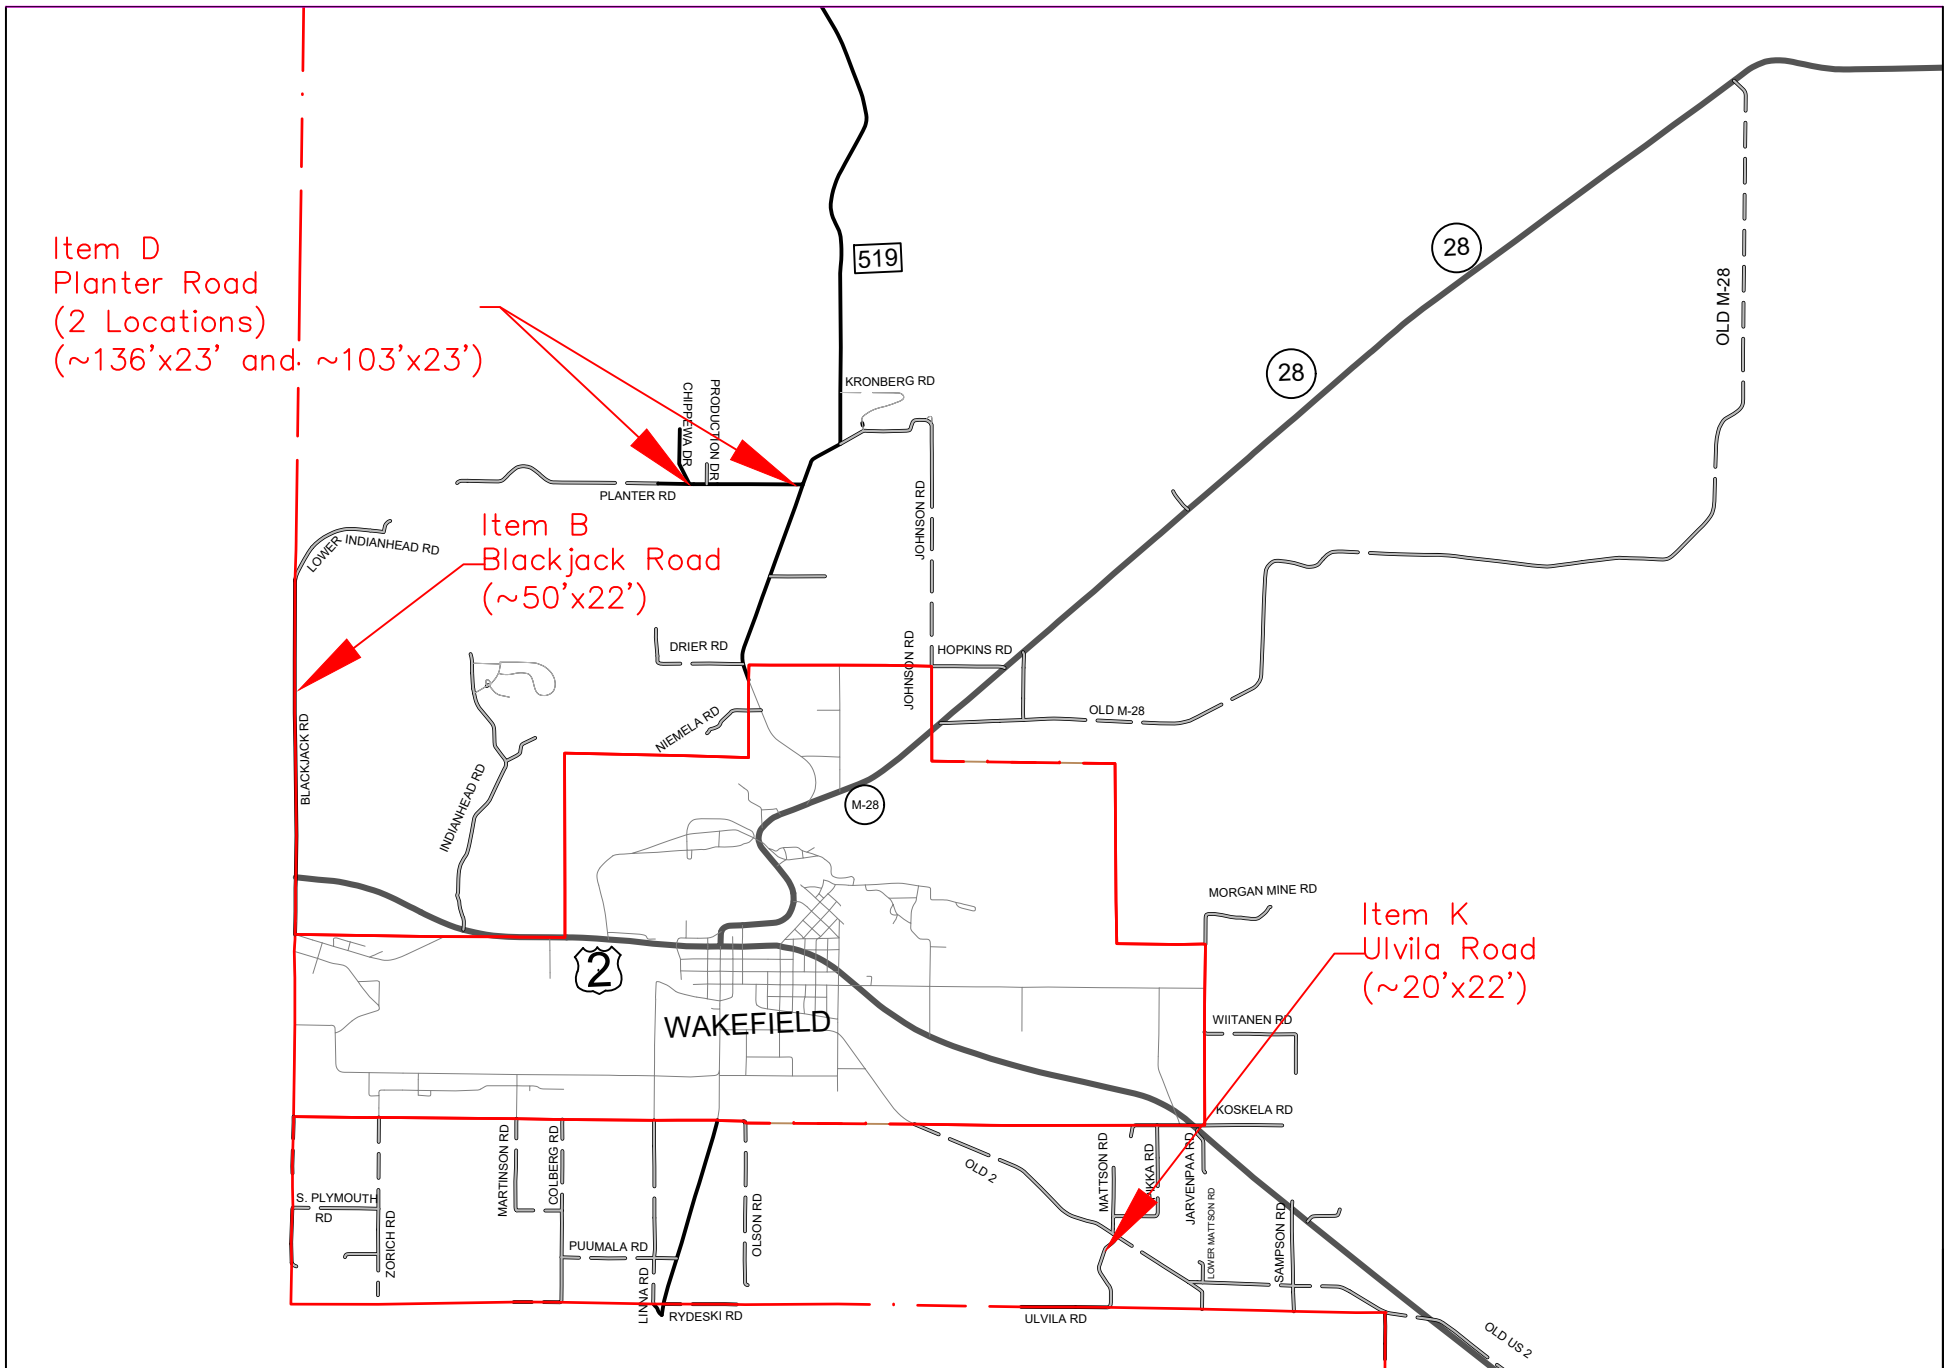 Item D
Planter Road
(2 Locations)
(~136'x23' and ~103'x23')
519
28
28
OLD M-28
KRONBERG RD
CHIPPEWA DR
PRODUCTION DR
PLANTER RD
JOHNSON RD
LOWER INDIANHEAD RD
Item B
Blackjack Road
(~50'x22')
DRIER RD
JOHNSON RD
HOPKINS RD
NIEMELA RD
OLD M-28
BLACKJACK RD
INDIANHEAD RD
M-28
MORGAN MINE RD
Item K
Ulvila Road
(~20'x22')
2
WAKEFIELD
WIITANEN RD
KOSKELA RD
MARTINSON RD
COLBERG RD
OLD 2
MATTSON RD
JARVENPAA RD
LOWER MATTSON RD
SAMPSON RD
S. PLYMOUTH
RD
ZORICH RD
PUUMALA RD
OLSON RD
LINNA RD
RYDESKI RD
ULVILA RD
OLD US 2